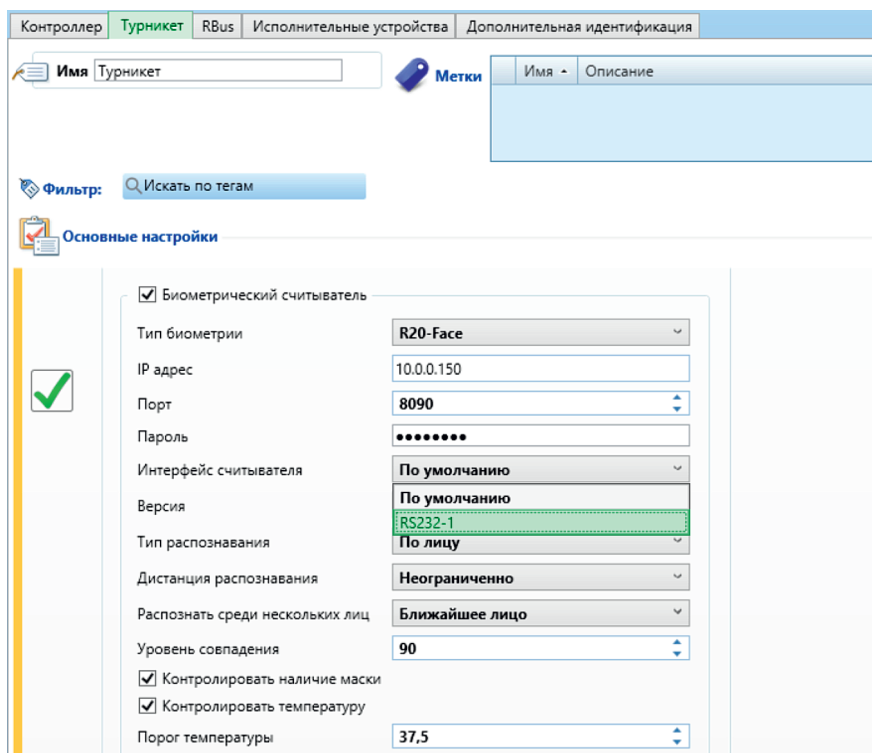 Контроллер Турникет RBus Исполнительные устройства Дополнительная идентификация
Имя Турникет Метки Имя Описание
Фильтр: Искать по тегам
Основные настройки
Биометрический считыватель
Тип биометрии R20-Face
IP адрес 10.0.0.150
Порт 8090
Пароль ●●●●●●●●
Интерфейс считывателя По умолчанию
По умолчанию
Версия
RS232-1
Тип распознавания По лицу
Дистанция распознавания Неограниченно
Распознать среди нескольких лиц Ближайшее лицо
Уровень совпадения 90
Контролировать наличие маски
Контролировать температуру
Порог температуры 37,5